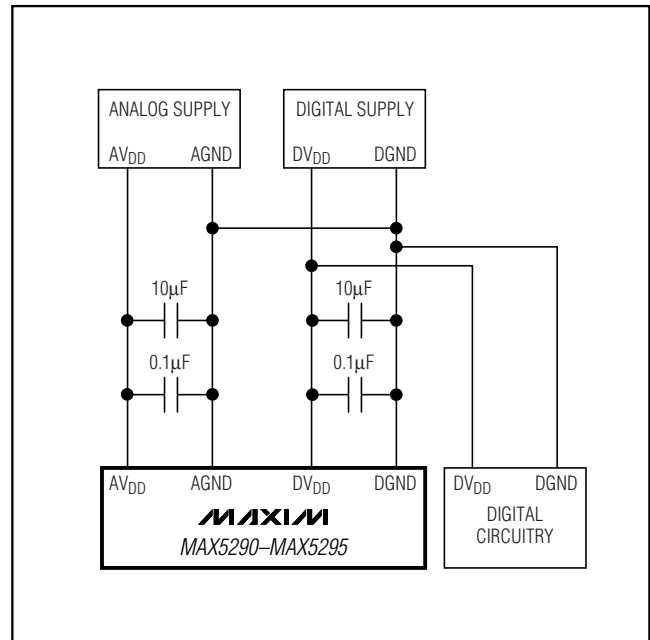 ANALOG SUPPLY
AVDD AGND
DIGITAL SUPPLY
DVDD DGND
10µF
10µF
0.1µF
0.1µF
AVDD AGND DVDD DGND
MAXIM
MAX5290–MAX5295
DVDD DGND
DIGITAL
CIRCUITRY